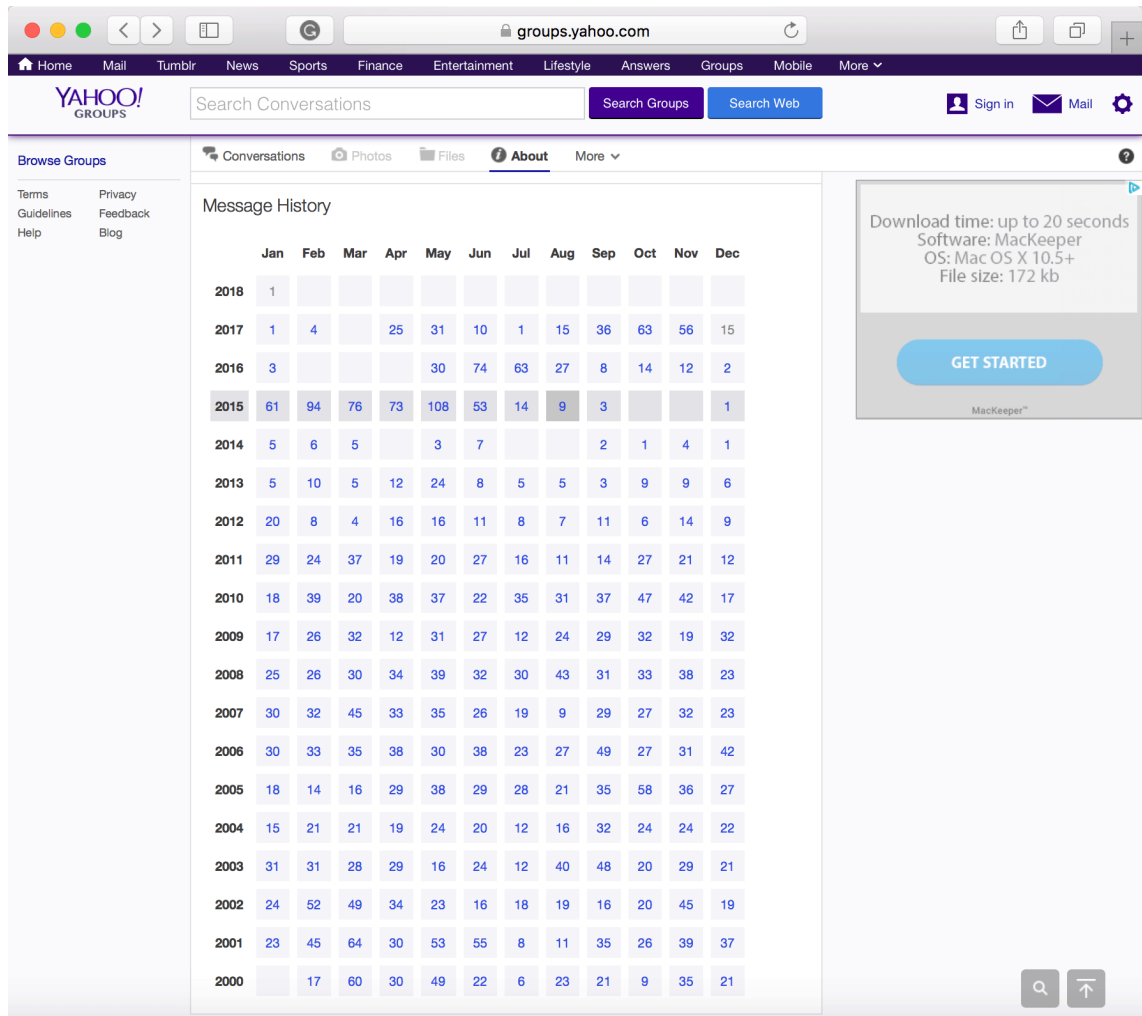 groups.yahoo.com
Home Mail Tumblr News Sports Finance Entertainment Lifestyle Answers Groups Mobile More
YAHOO! GROUPS
Search Conversations Search Groups Search Web Sign in Mail
Browse Groups
Terms Privacy
Guidelines Feedback
Help Blog
Conversations Photos Files About More
Message History
Jan Feb Mar Apr May Jun Jul Aug Sep Oct Nov Dec
2018 1
2017 1 4 25 31 10 1 15 36 63 56 15
2016 3 30 74 63 27 8 14 12 2
2015 61 94 76 73 108 53 14 9 3 1
2014 5 6 5 3 7 2 1 4 1
2013 5 10 5 12 24 8 5 5 3 9 9 6
2012 20 8 4 16 16 11 8 7 11 6 14 9
2011 29 24 37 19 20 27 16 11 14 27 21 12
2010 18 39 20 38 37 22 35 31 37 47 42 17
2009 17 26 32 12 31 27 12 24 29 32 19 32
2008 25 26 30 34 39 32 30 43 31 33 38 23
2007 30 32 45 33 35 26 19 9 29 27 32 23
2006 30 33 35 38 30 38 23 27 49 27 31 42
2005 18 14 16 29 38 29 28 21 35 58 36 27
2004 15 21 21 19 24 20 12 16 32 24 24 22
2003 31 31 28 29 16 24 12 40 48 20 29 21
2002 24 52 49 34 23 16 18 19 16 20 45 19
2001 23 45 64 30 53 55 8 11 35 26 39 37
2000 17 60 30 49 22 6 23 21 9 35 21
Download time: up to 20 seconds
Software: MacKeeper
OS: Mac OS X 10.5+
File size: 172 kb
GET STARTED
MacKeeper™